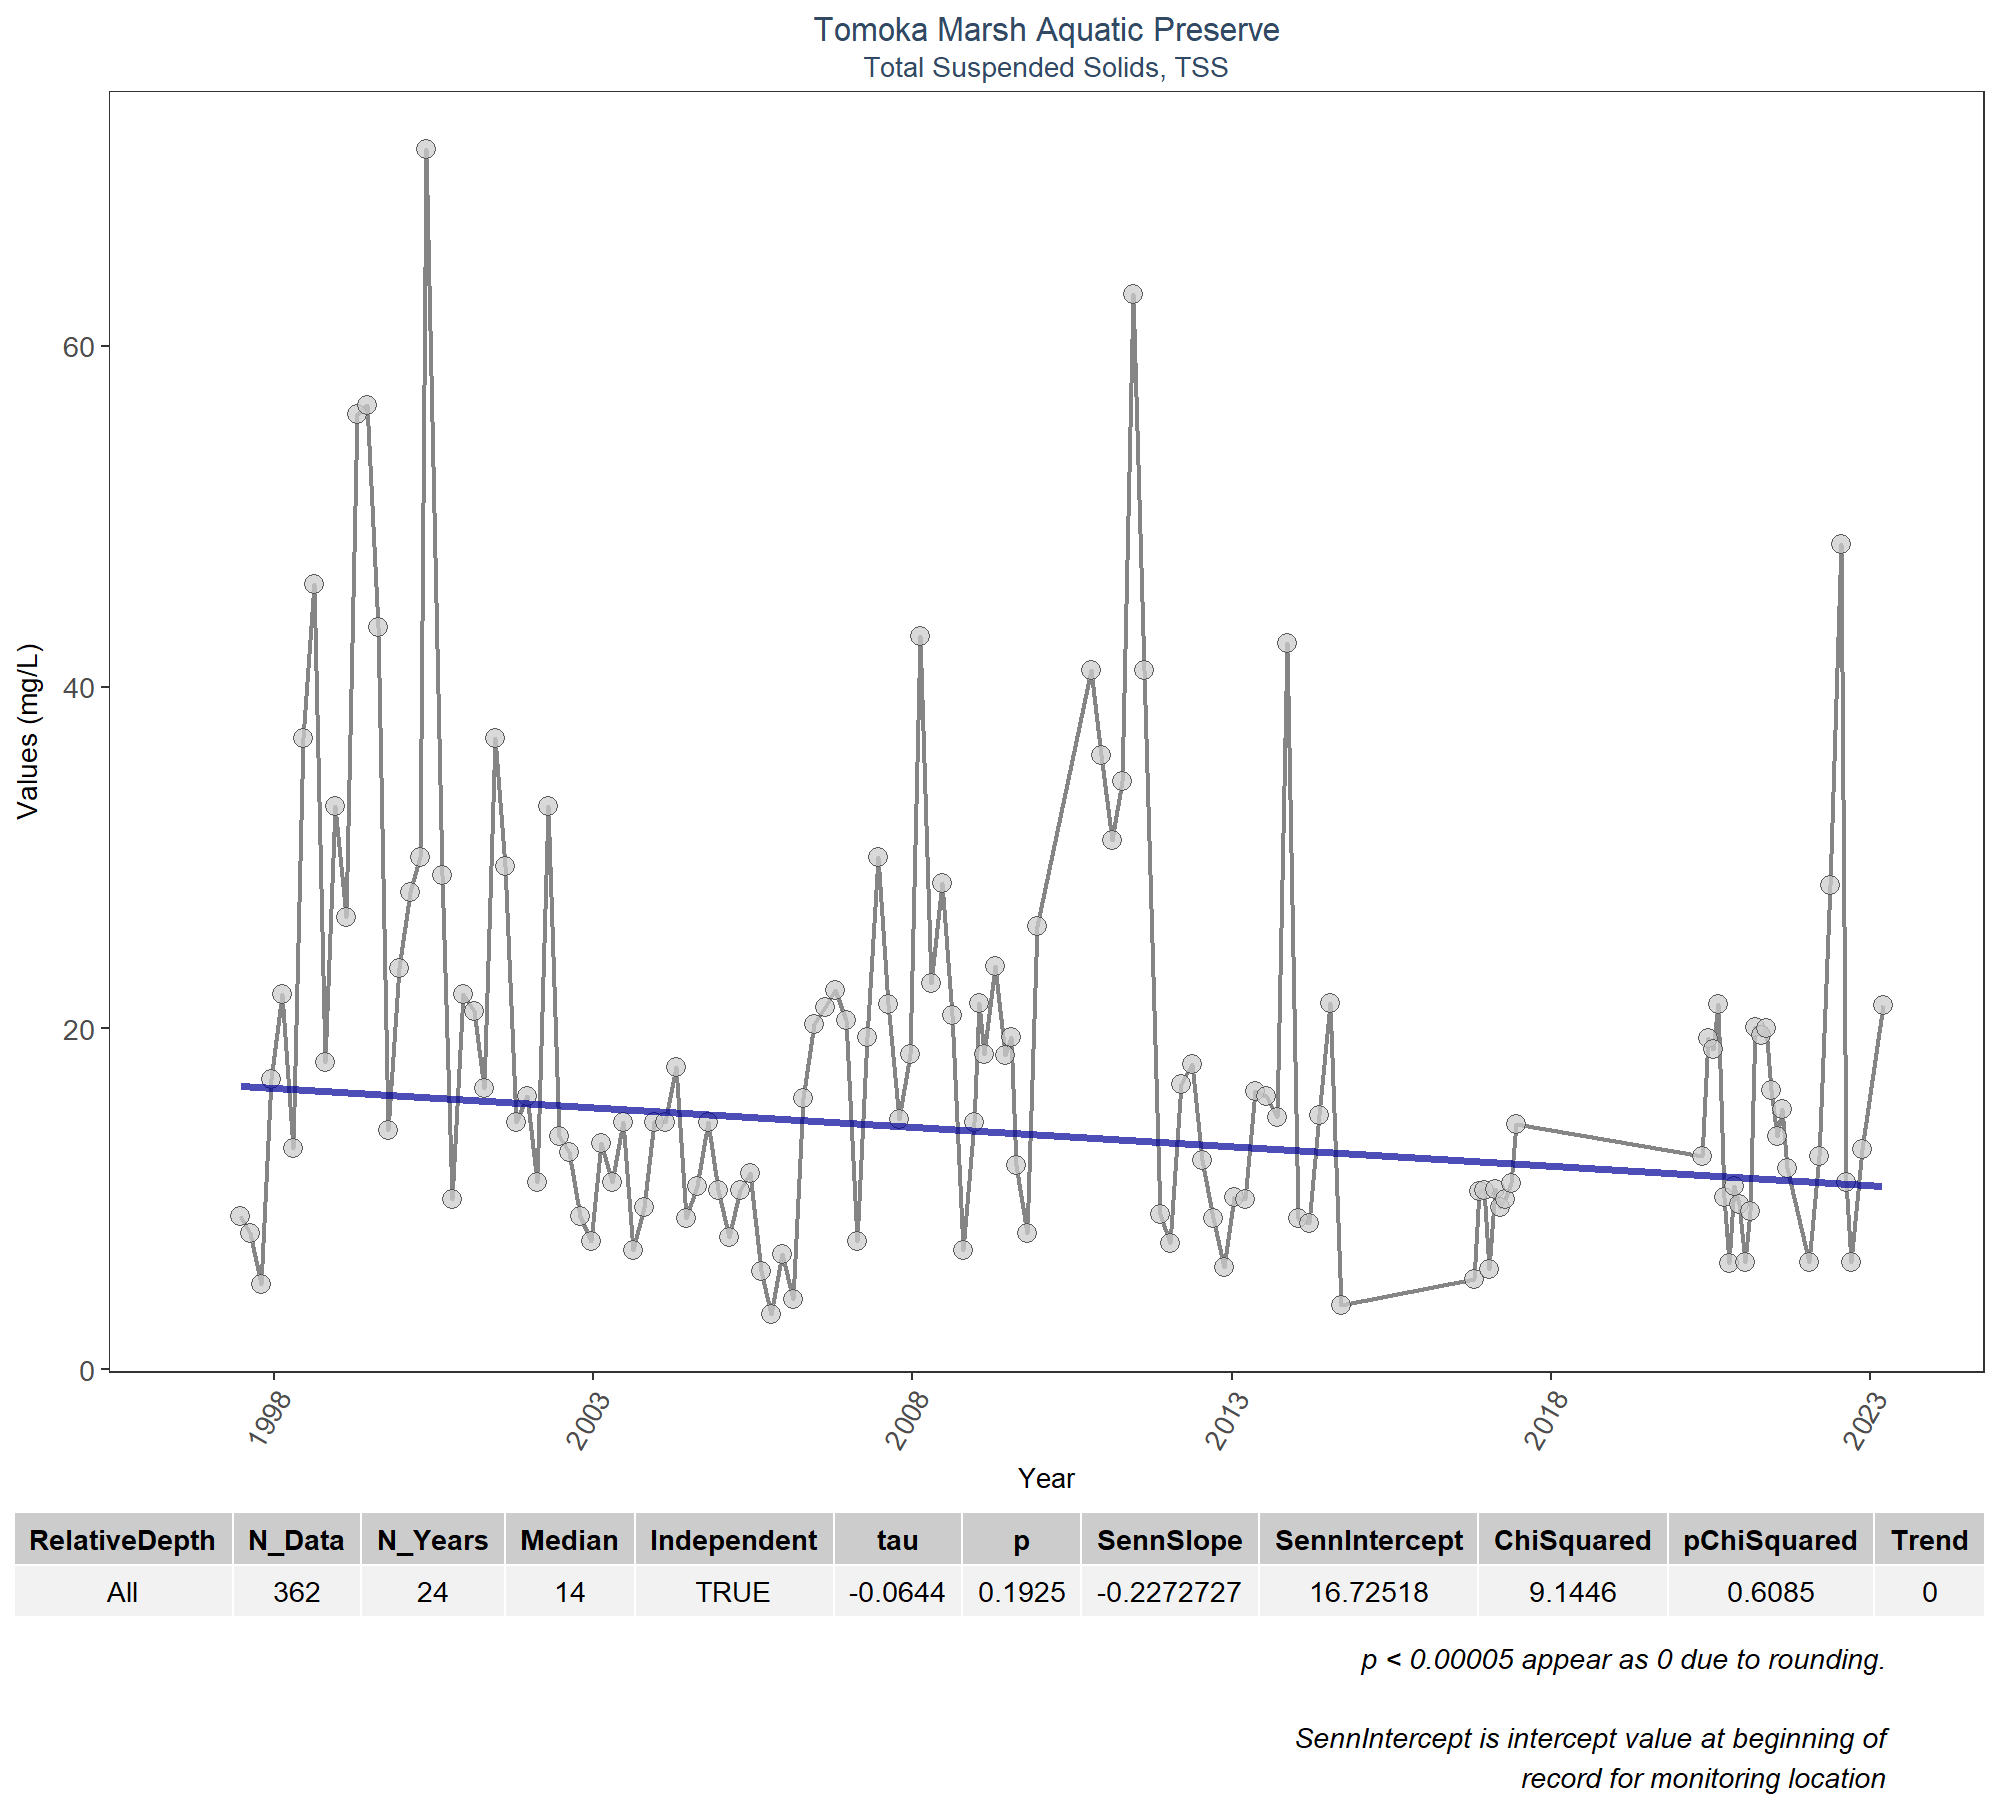 Tomoka Marsh Aquatic Preserve
Total Suspended Solids, TSS
Values (mg/L)
60
40
20
0
1998 2003 2008 2013 2018 2023
Year
RelativeDepth N_Data N_Years Median Independent tau p SennSlope SennIntercept ChiSquared pChiSquared Trend
All 362 24 14 TRUE -0.0644 0.1925 -0.2272727 16.72518 9.1446 0.6085 0
p < 0.00005 appear as 0 due to rounding.
SennIntercept is intercept value at beginning of
record for monitoring location